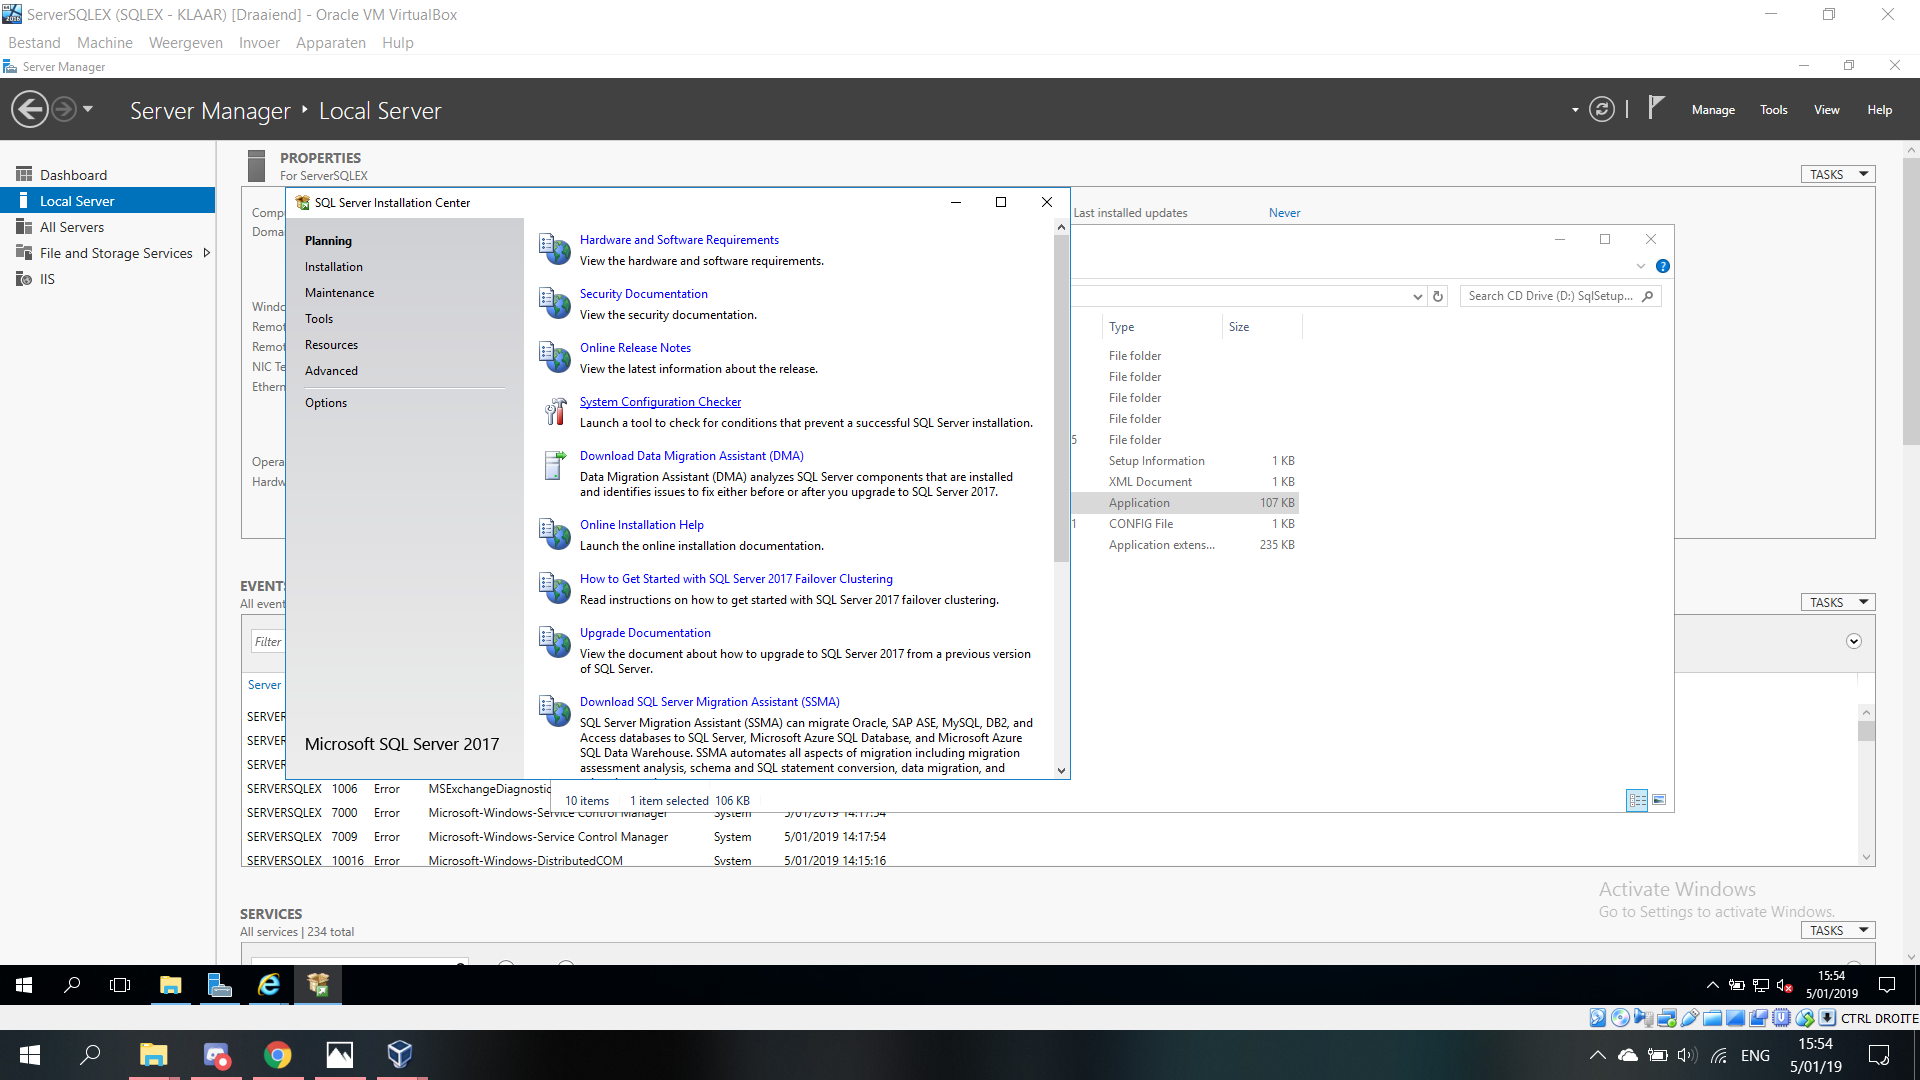 ServerSQLEX (SQLEX - KLAAR) [Draaiend] - Oracle VM VirtualBox
Bestand Machine Weergeven Invoer Apparaten Hulp
Server Manager
Server Manager Local Server
Manage Tools View Help
Dashboard
Local Server
All Servers
File and Storage Services
IIS
PROPERTIES
For ServerSQLEX
TASKS
Last installed updates Never
SQL Server Installation Center
Planning
Installation
Maintenance
Tools
Resources
Advanced
Options
Microsoft SQL Server 2017
Hardware and Software Requirements
View the hardware and software requirements.
Security Documentation
View the security documentation.
Online Release Notes
View the latest information about the release.
System Configuration Checker
Launch a tool to check for conditions that prevent a successful SQL Server installation.
Download Data Migration Assistant (DMA)
Data Migration Assistant (DMA) analyzes SQL Server components that are installed
and identifies issues to fix either before or after you upgrade to SQL Server 2017.
Online Installation Help
Launch the online installation documentation.
How to Get Started with SQL Server 2017 Failover Clustering
Read instructions on how to get started with SQL Server 2017 failover clustering.
Upgrade Documentation
View the document about how to upgrade to SQL Server 2017 from a previous version
of SQL Server.
Download SQL Server Migration Assistant (SSMA)
SQL Server Migration Assistant (SSMA) can migrate Oracle, SAP ASE, MySQL, DB2, and
Access databases to SQL Server, Microsoft Azure SQL Database, and Microsoft Azure
SQL Data Warehouse. SSMA automates all aspects of migration including migration
assessment analysis, schema and SQL statement conversion, data migration, and
Search CD Drive (D:) SqlSetup...
Type Size
File folder
File folder
File folder
File folder
5 File folder
Setup Information 1 KB
XML Document 1 KB
Application 107 KB
1 CONFIG File 1 KB
Application extens... 235 KB
10 items 1 item selected 106 KB
Compu
Domai
Windo
Remot
Remot
NIC Te
Ethern
Opera
Hardw
EVENTS
All event
TASKS
Filter
Server
SERVER
SERVER
SERVER
SERVERSQLEX 1006 Error MSExchangeDiagnostic
SERVERSQLEX 7000 Error Microsoft-Windows-Service Control Manager System 5/01/2019 14:17:54
SERVERSQLEX 7009 Error Microsoft-Windows-Service Control Manager System 5/01/2019 14:17:54
SERVERSQLEX 10016 Error Microsoft-Windows-DistributedCOM System 5/01/2019 14:15:16
Activate Windows
Go to Settings to activate Windows.
SERVICES
All services | 234 total
TASKS
15:54
5/01/2019
CTRL DROITE
ENG
15:54
5/01/19